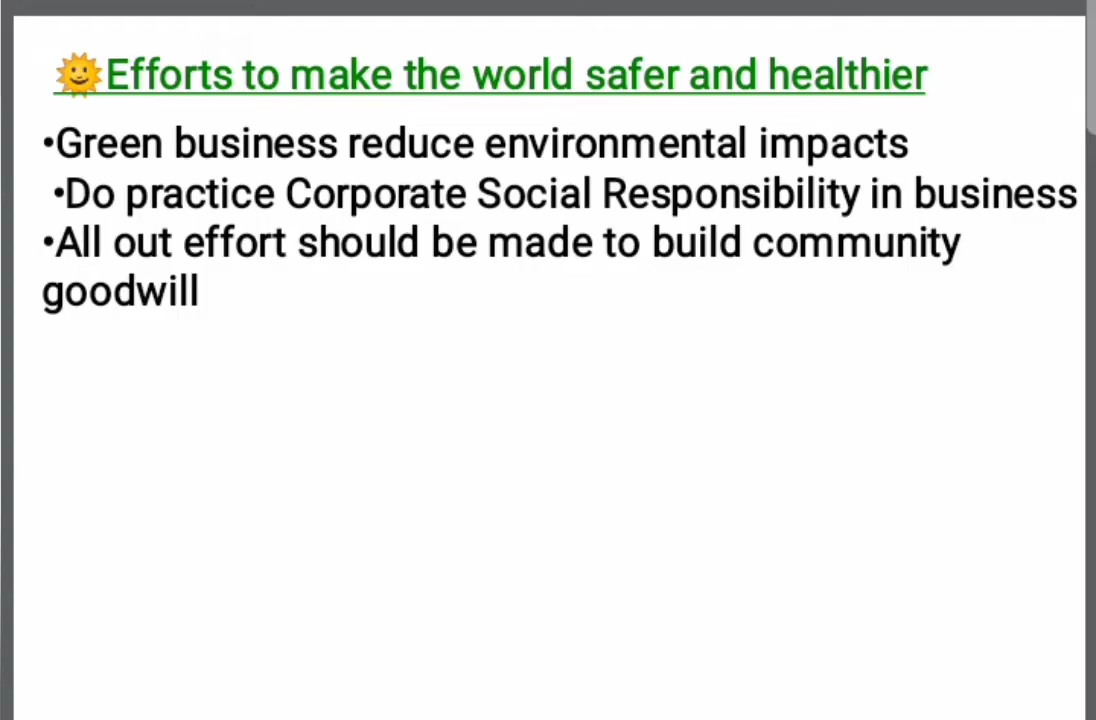 🌞Efforts to make the world safer and healthier
•Green business reduce environmental impacts
•Do practice Corporate Social Responsibility in business
•All out effort should be made to build community
goodwill